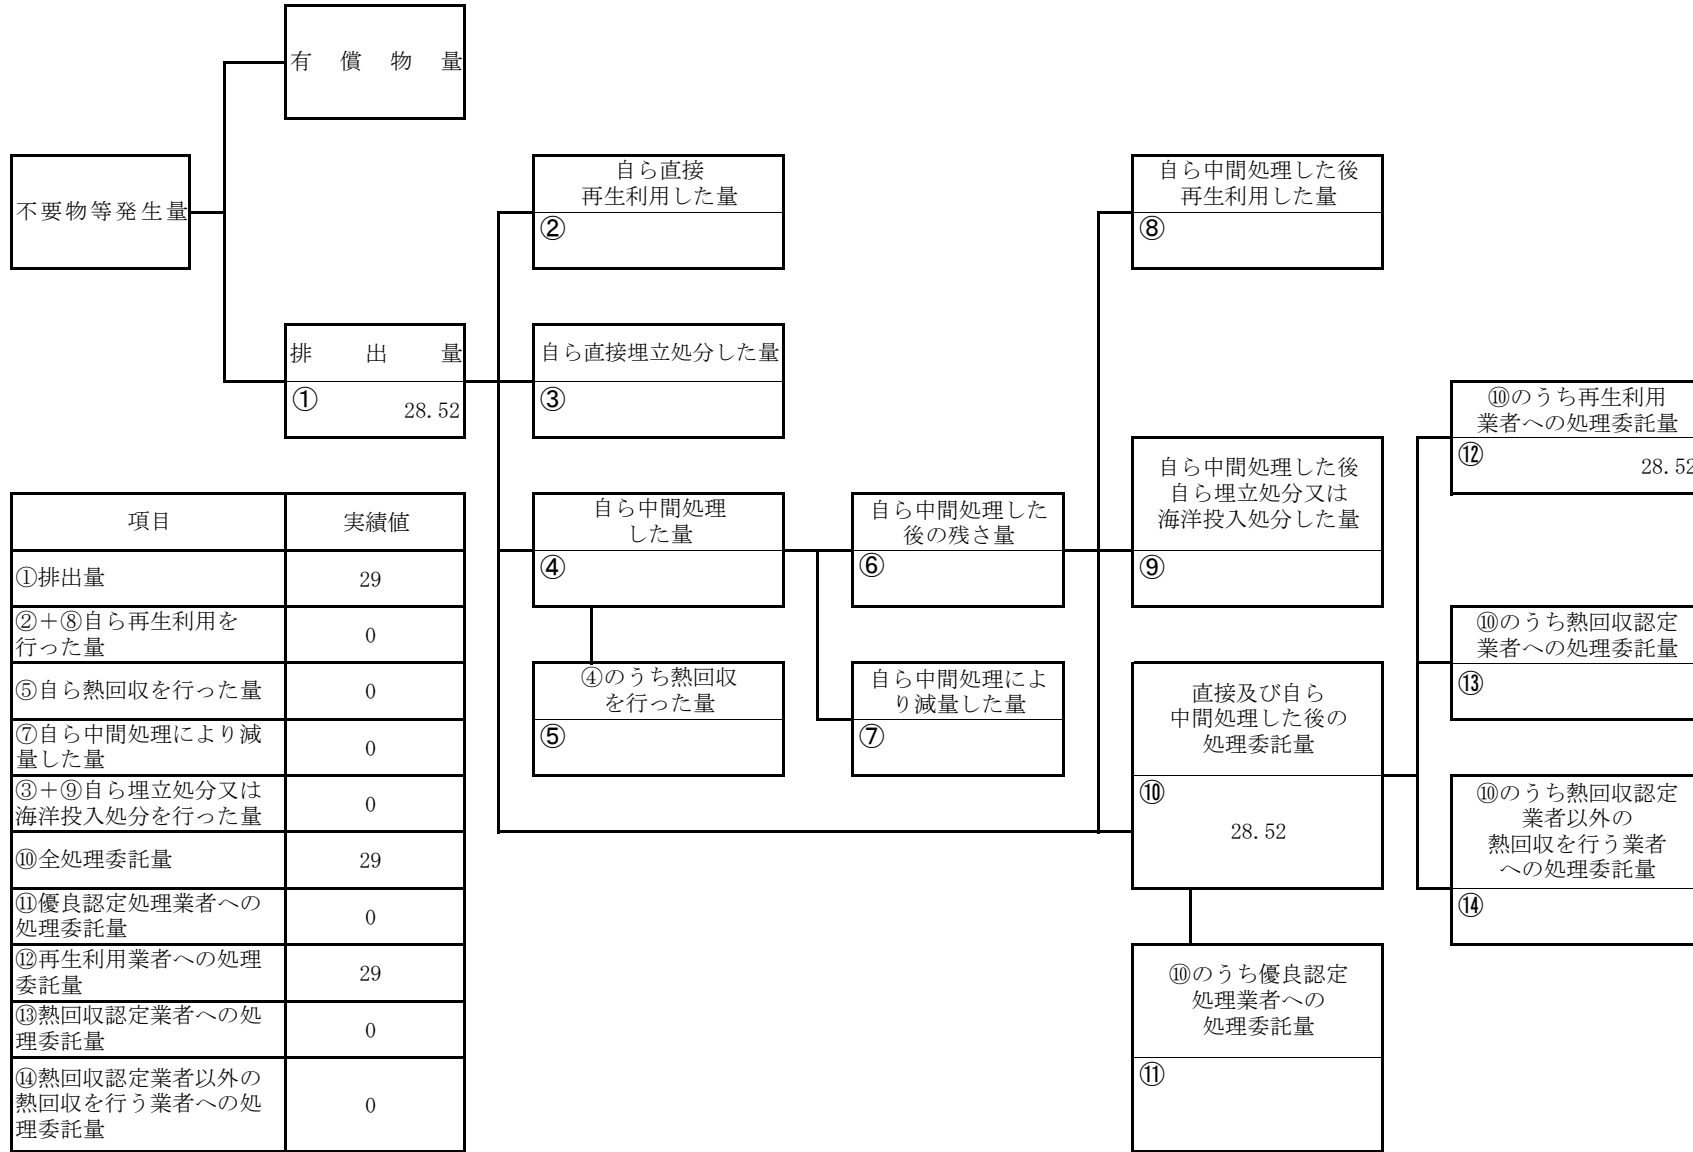 有償物量
不要物等発生量
自ら直接
再生利用した量
②
自ら中間処理した後
再生利用した量
⑧
排出量
①
28.52
自ら直接埋立処分した量
③
⑩のうち再生利用
業者への処理委託量
⑫
28.52
自ら中間処理
した量
④
自ら中間処理した
後の残さ量
⑥
自ら中間処理した後
自ら埋立処分又は
海洋投入処分した量
⑨
⑩のうち熱回収認定
業者への処理委託量
⑬
④のうち熱回収
を行った量
⑤
自ら中間処理によ
り減量した量
⑦
直接及び自ら
中間処理した後の
処理委託量
⑩
28.52
⑩のうち熱回収認定
業者以外の
熱回収を行う業者
への処理委託量
⑭
⑩のうち優良認定
処理業者への
処理委託量
⑪
項目 実績値
①排出量 29
②＋⑧自ら再生利用を
行った量 0
⑤自ら熱回収を行った量 0
⑦自ら中間処理により減
量した量 0
③＋⑨自ら埋立処分又は
海洋投入処分を行った量 0
⑩全処理委託量 29
⑪優良認定処理業者への
処理委託量 0
⑫再生利用業者への処理
委託量 29
⑬熱回収認定業者への処
理委託量 0
⑭熱回収認定業者以外の
熱回収を行う業者への処
理委託量 0